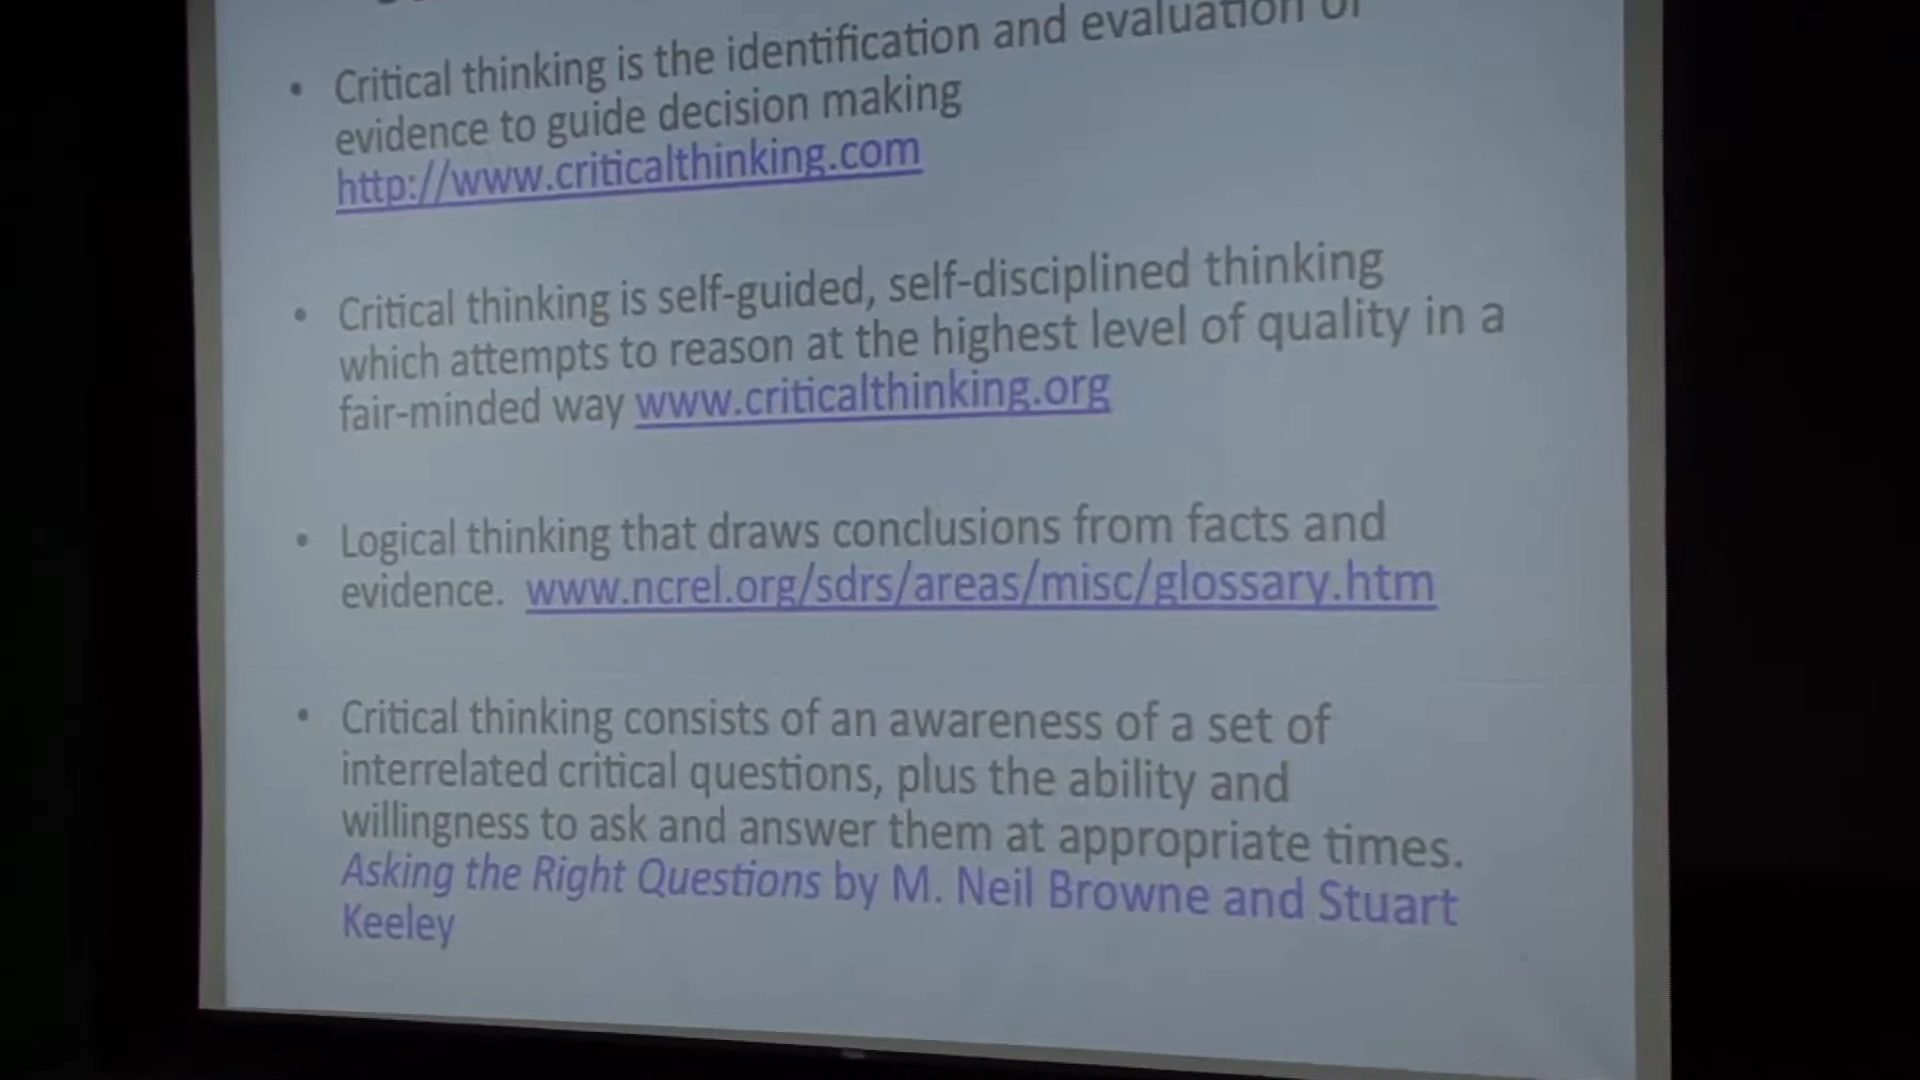 • Critical thinking is the identification and evaluation of
evidence to guide decision making
http://www.criticalthinking.com
• Critical thinking is self-guided, self-disciplined thinking
which attempts to reason at the highest level of quality in a
fair-minded way www.criticalthinking.org
• Logical thinking that draws conclusions from facts and
evidence. www.ncrel.org/sdrs/areas/misc/glossary.htm
• Critical thinking consists of an awareness of a set of
interrelated critical questions, plus the ability and
willingness to ask and answer them at appropriate times.
Asking the Right Questions by M. Neil Browne and Stuart
Keeley